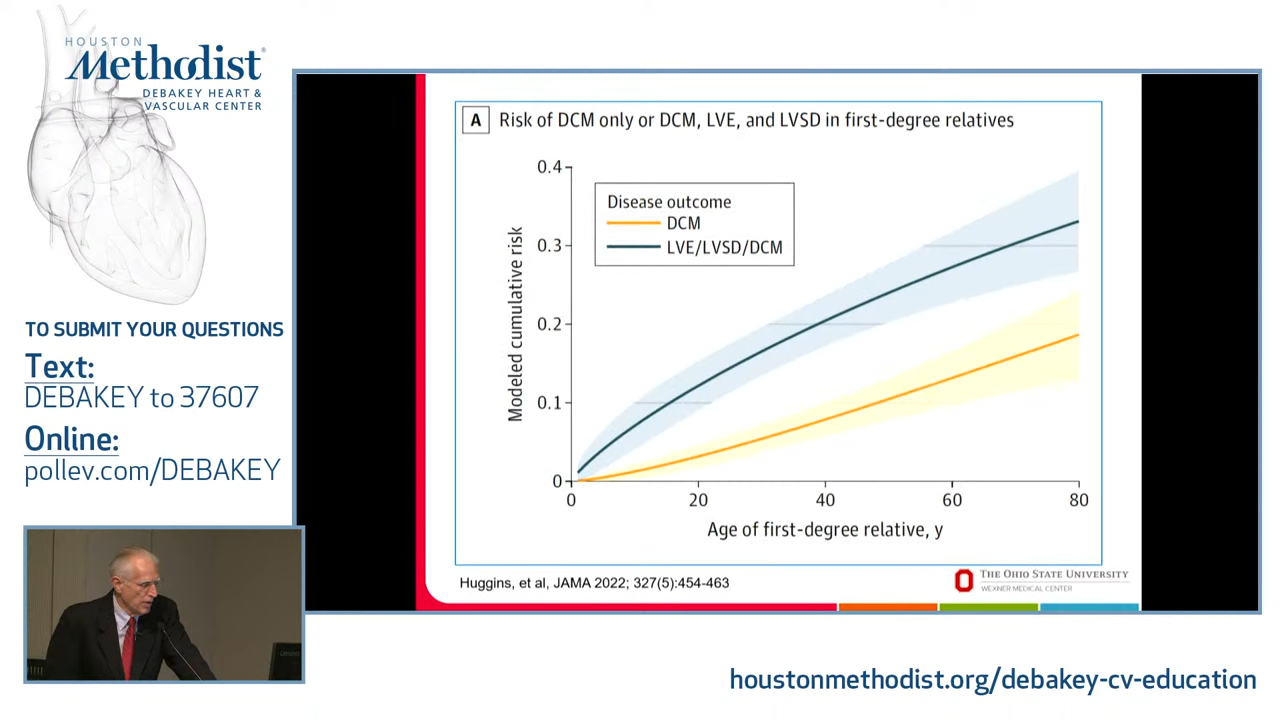 HOUSTON
Methodist®
DEBAKEY HEART &
VASCULAR CENTER
TO SUBMIT YOUR QUESTIONS
Text:
DEBAKEY to 37607
Online:
pollev.com/DEBAKEY
A Risk of DCM only or DCM, LVE, and LVSD in first-degree relatives
0.4
0.3
0.2
0.1
0
Modeled cumulative risk
Disease outcome
DCM
LVE/LVSD/DCM
0 20 40 60 80
Age of first-degree relative, y
Huggins, et al, JAMA 2022; 327(5):454-463
THE OHIO STATE UNIVERSITY
WEXNER MEDICAL CENTER
houstonmethodist.org/debakey-cv-education